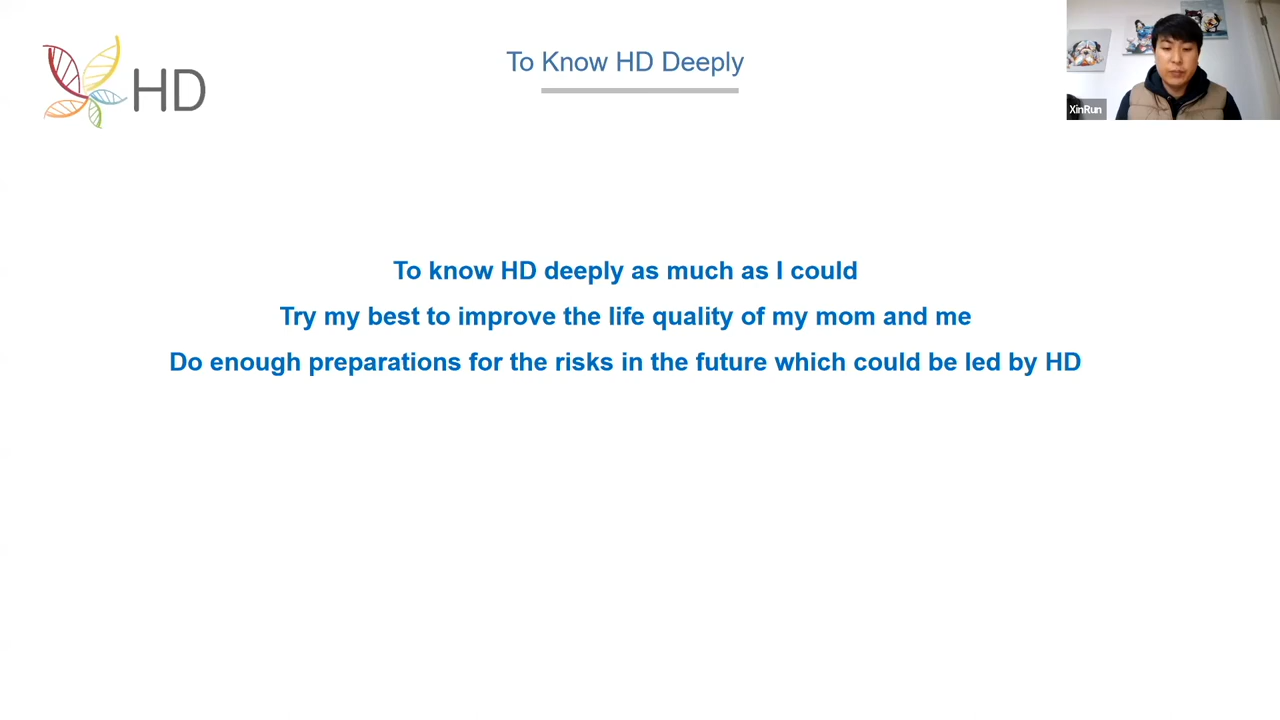 HD
To Know HD Deeply
XinRun
To know HD deeply as much as I could
Try my best to improve the life quality of my mom and me
Do enough preparations for the risks in the future which could be led by HD